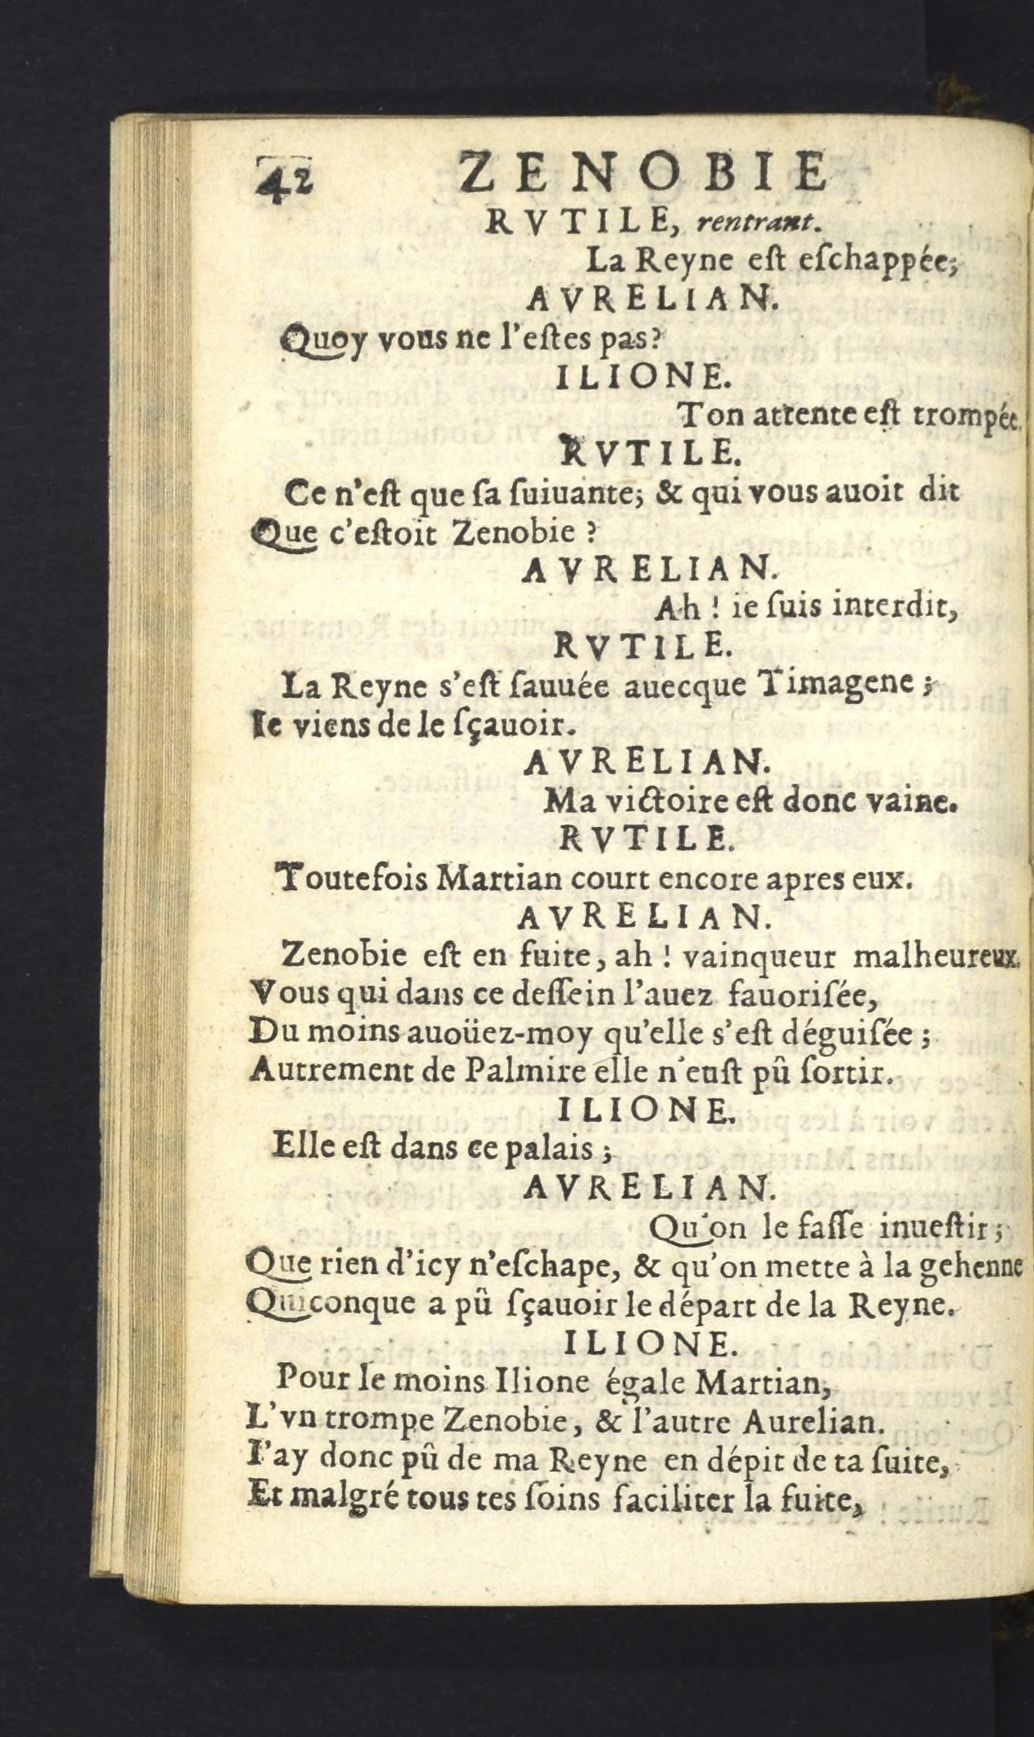 42 ZENOBIE
RVTILE, rentrant.
La Reyne eſt eſchappée;
AVRELIAN.
Quoy vous ne l'eſtes pas?
ILIONE.
Ton attente eſt trompée.
RVTILE.
Ce n'eſt que ſa ſuiuante; & qui vous auoit dit
Que c'eſtoit Zenobie ?
AVRELIAN.
Ah ! ie ſuis interdit,
RVTILE.
La Reyne s'eſt ſauuée auecque Timagene ;
Ie viens de le ſçauoir.
AVRELIAN.
Ma victoire eſt donc vaine.
RVTILE.
Toutefois Martian court encore apres eux.
AVRELIAN.
Zenobie eſt en fuite, ah ! vainqueur malheureux.
Vous qui dans ce deſſein l'auez fauoriſée,
Du moins auoüez-moy qu'elle s'eſt déguiſée ;
Autrement de Palmire elle n'euſt pû ſortir.
ILIONE.
Elle eſt dans ce palais ;
AVRELIAN.
Qu'on le faſſe inueſtir ;
Que rien d'icy n'eſchape, & qu'on mette à la gehenne
Quiconque a pû ſçauoir le départ de la Reyne.
ILIONE.
Pour le moins Ilione égale Martian,
L'vn trompe Zenobie, & l'autre Aurelian.
I'ay donc pû de ma Reyne en dépit de ta ſuite,
Et malgré tous tes ſoins faciliter la fuite,